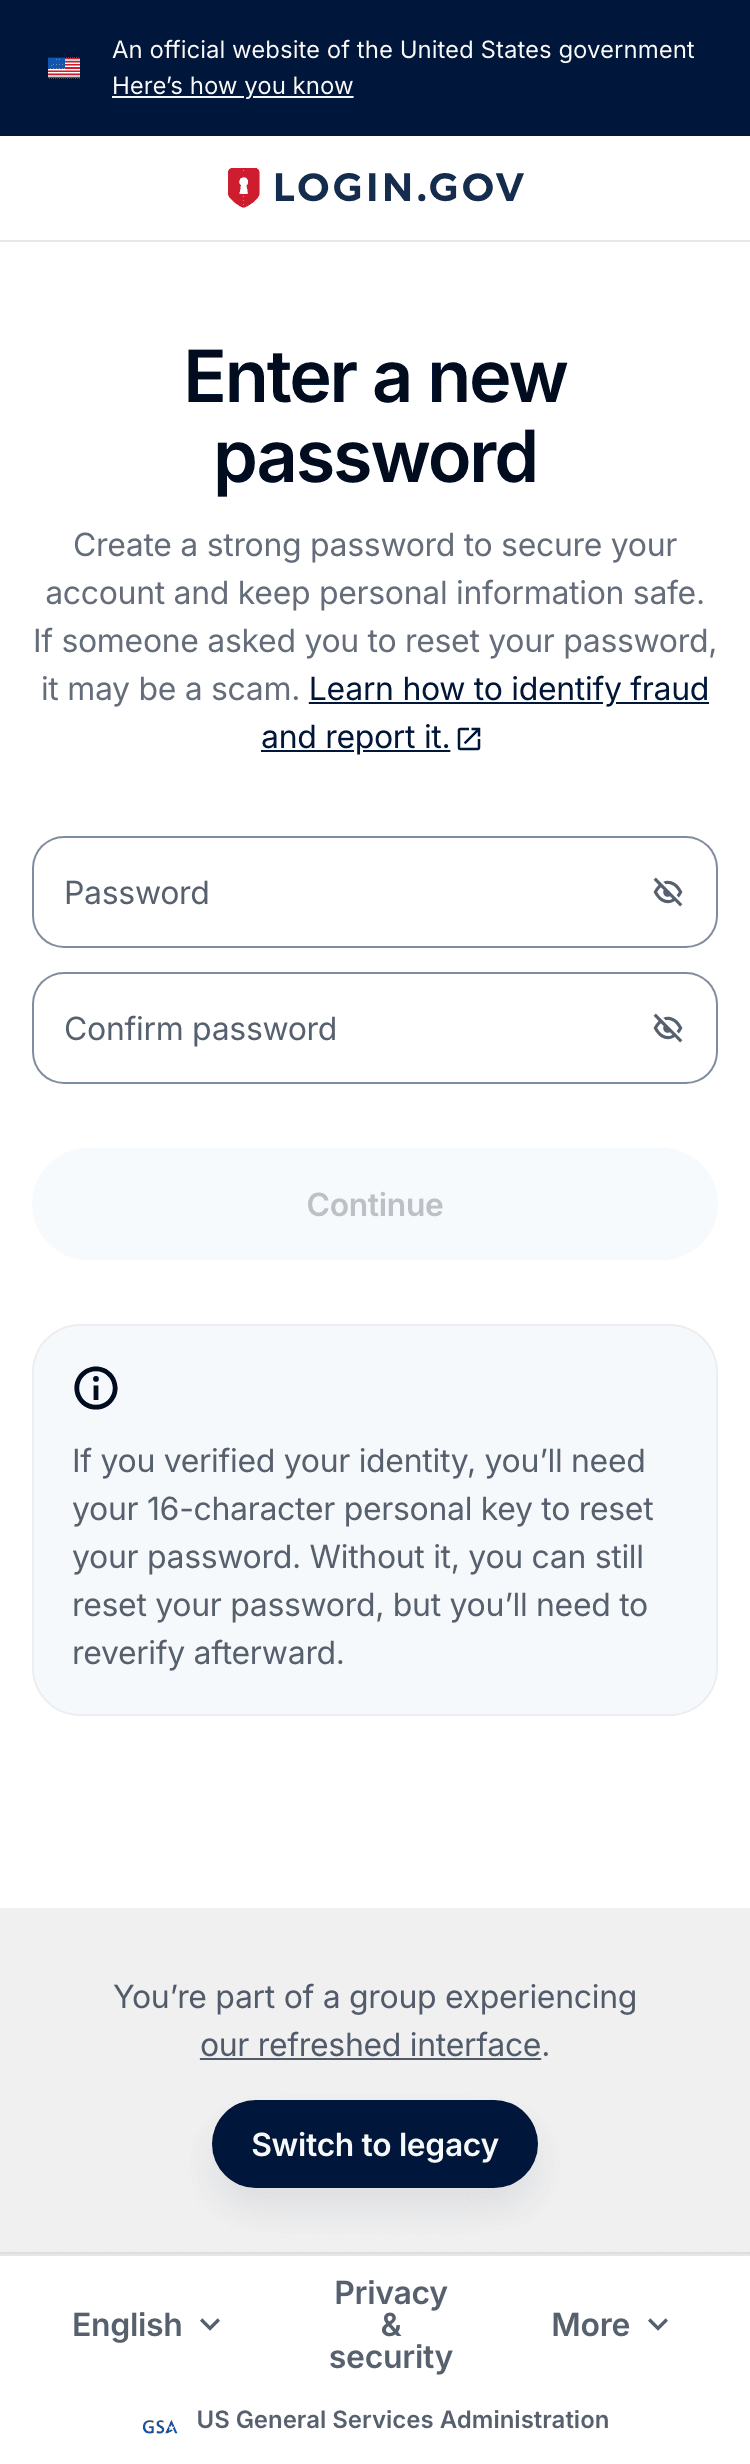 An official website of the United States government
Here’s how you know
LOGIN.GOV
Enter a new
password
Create a strong password to secure your
account and keep personal information safe.
If someone asked you to reset your password,
it may be a scam. Learn how to identify fraud
and report it.
Password
Confirm password
Continue
If you verified your identity, you’ll need
your 16-character personal key to reset
your password. Without it, you can still
reset your password, but you’ll need to
reverify afterward.
You’re part of a group experiencing
our refreshed interface.
Switch to legacy
English
Privacy
&
security
More
GSA US General Services Administration